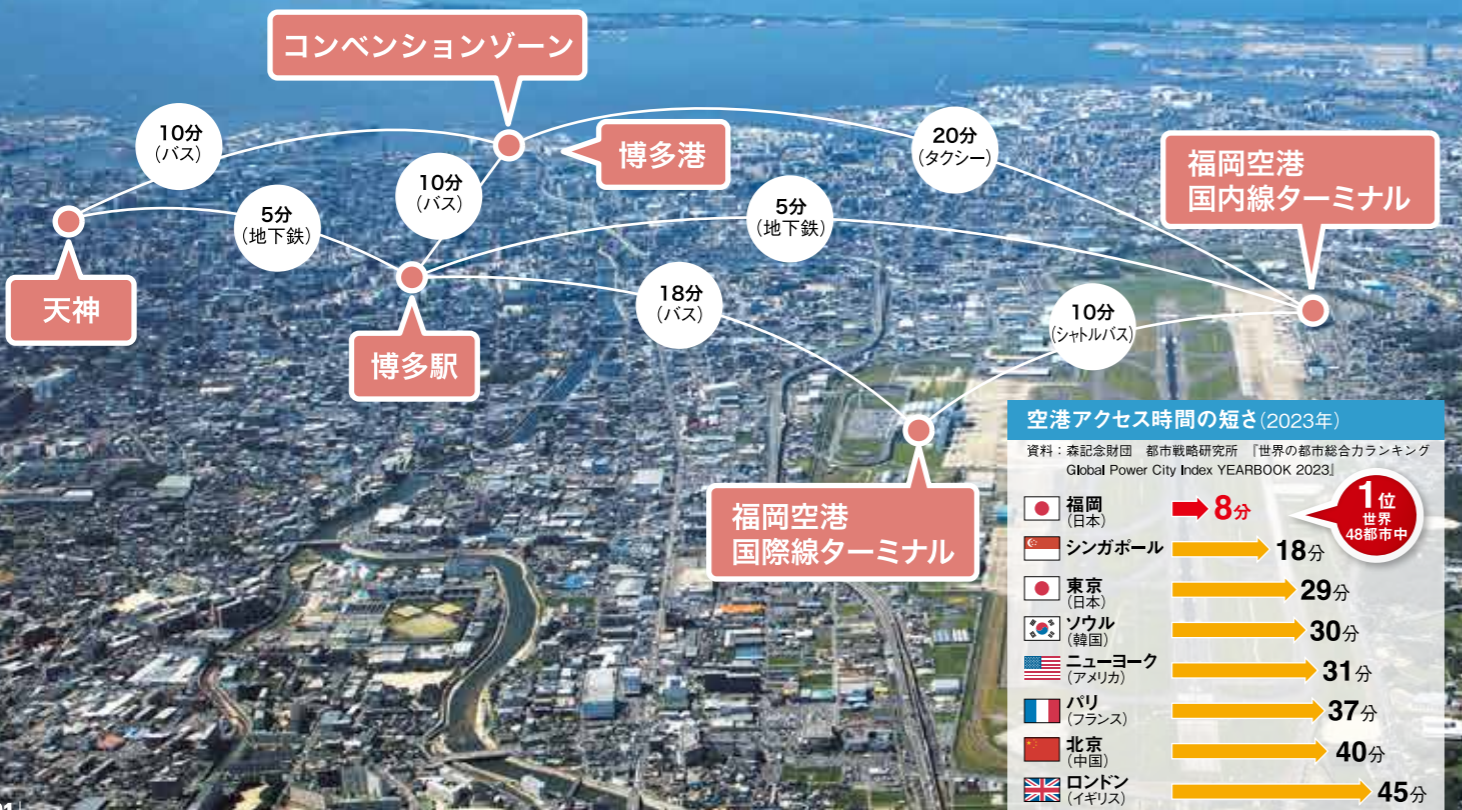 コンベンションゾーン
10分
(バス)
博多港
20分
(タクシー)
福岡空港
国内線ターミナル
10分
(バス)
5分
(地下鉄)
5分
(地下鉄)
天神
博多駅
18分
(バス)
10分
(シャトルバス)
福岡空港
国際線ターミナル
空港アクセス時間の短さ(2023年)
資料:森記念財団 都市戦略研究所 『世界の都市総合力ランキング
Global Power City Index YEARBOOK 2023』
1位
世界
48都市中
福岡
(日本)
8分
シンガポール
18分
東京
(日本)
29分
ソウル
(韓国)
30分
ニューヨーク
(アメリカ)
31分
パリ
(フランス)
37分
北京
(中国)
40分
ロンドン
(イギリス)
45分